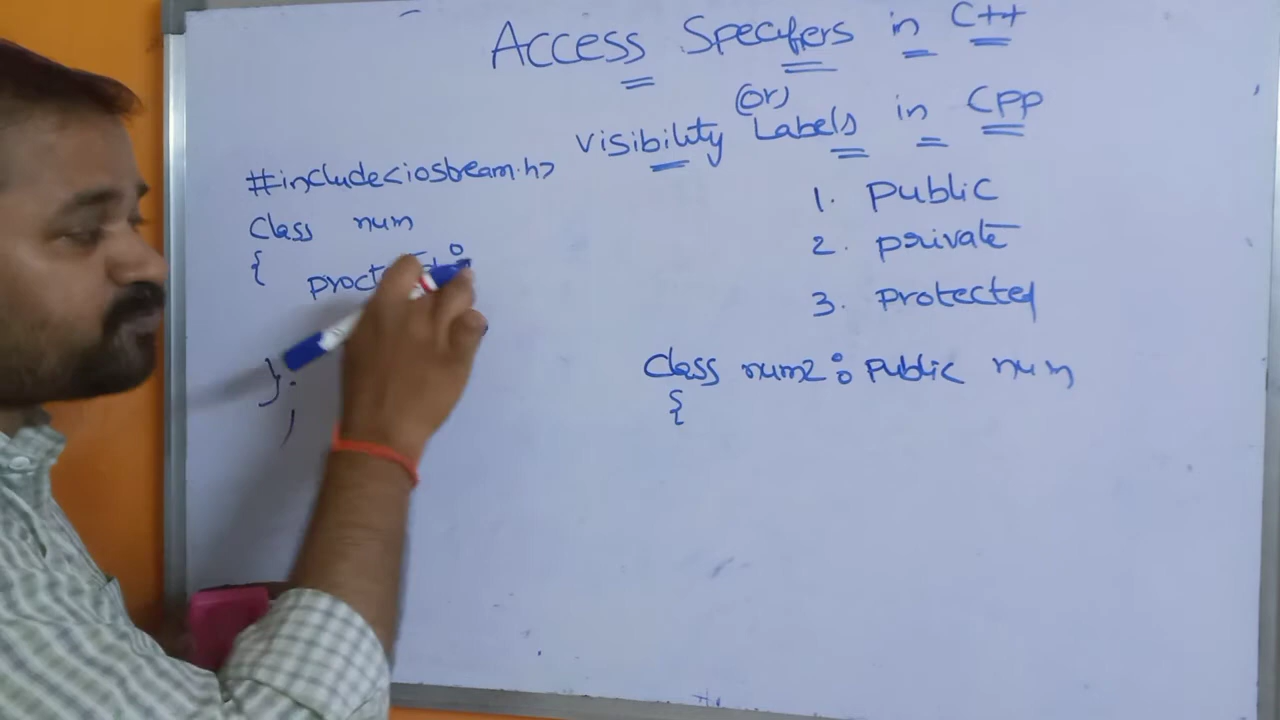 Access Specifers in C++
(or)
Visibility Labels in CPP
#include<iostream.h>
Class num
{
};
1. Public
2. private
3. Protected
Class num2 : Public num
{